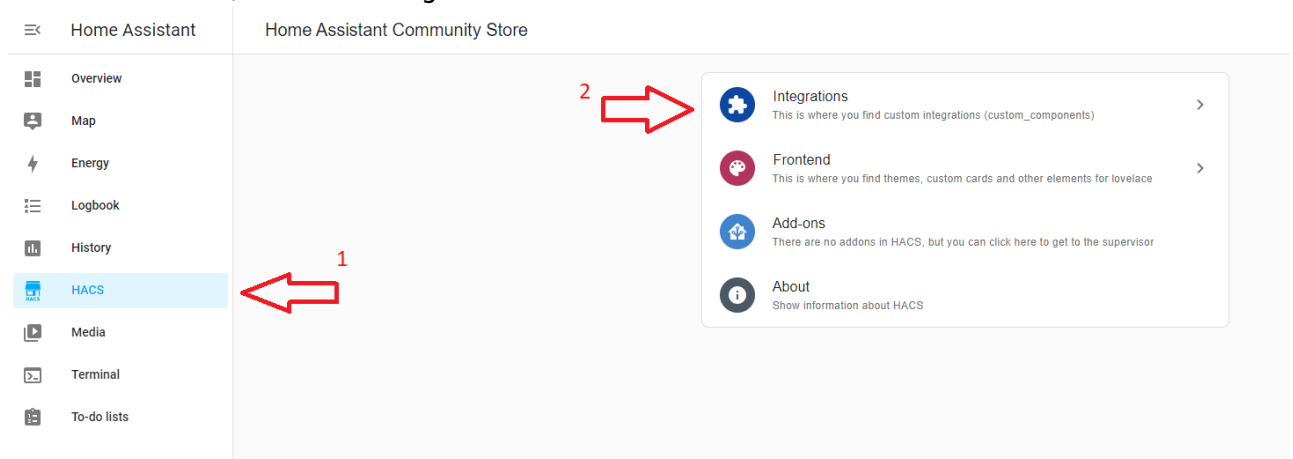 Home Assistant
Home Assistant Community Store
Overview
Map
Energy
Logbook
History
HACS
HACS
Media
Terminal
To-do lists
1
2
Integrations
This is where you find custom integrations (custom_components)
Frontend
This is where you find themes, custom cards and other elements for lovelace
Add-ons
There are no addons in HACS, but you can click here to get to the supervisor
About
Show information about HACS